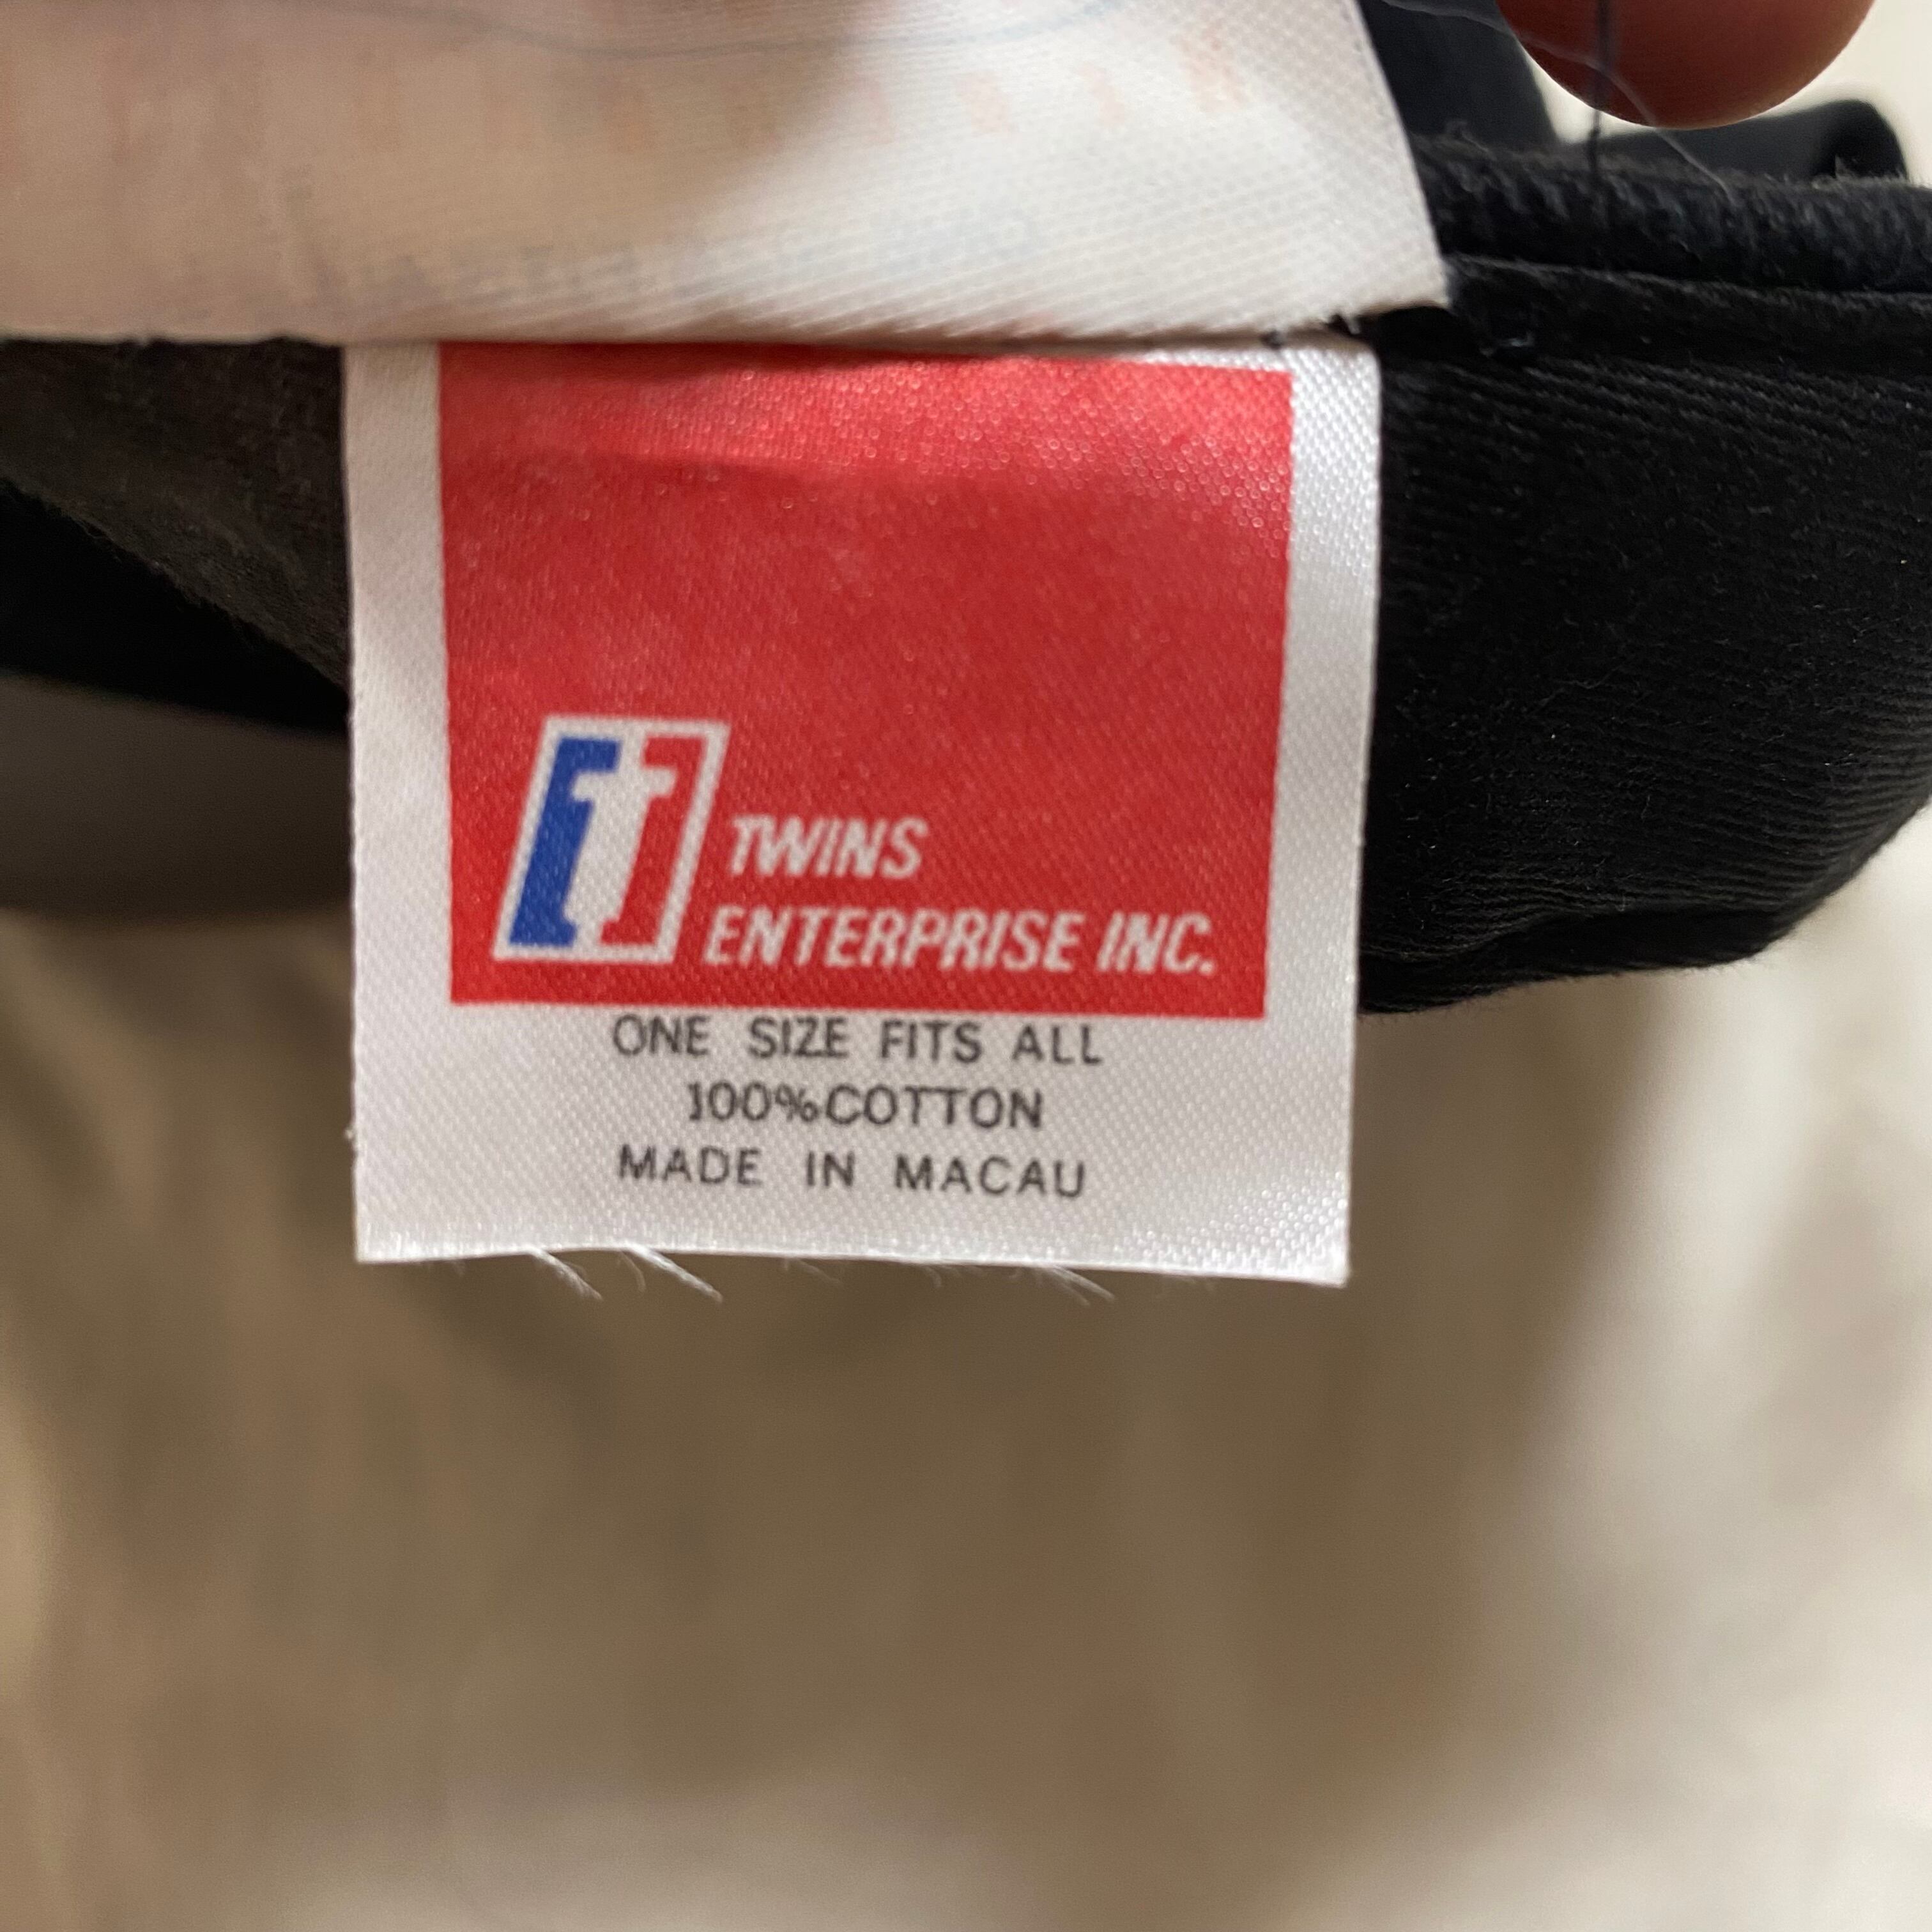 TWINS
ENTERPRISE INC.
ONE SIZE FITS ALL
100%COTTON
MADE IN MACAU